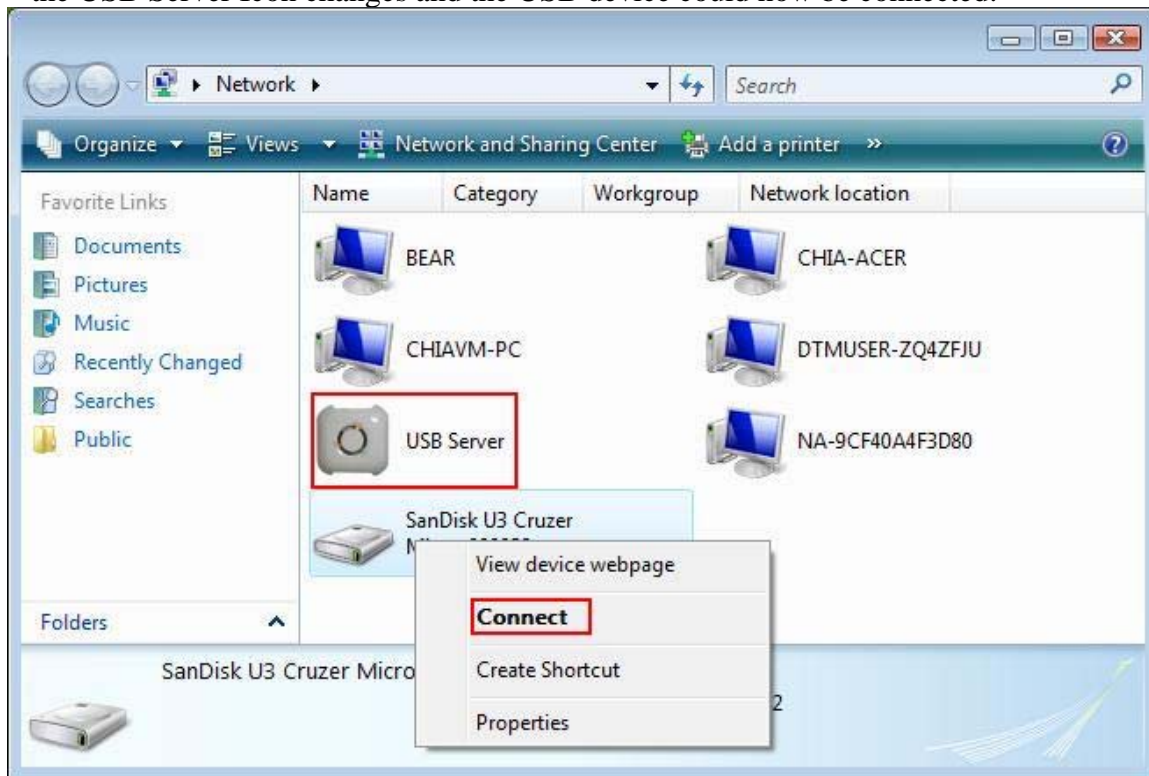 the USB Server icon changes and the USB device could now be connected.
Network
Search
Organize Views Network and Sharing Center Add a printer »
Favorite Links
Documents
Pictures
Music
Recently Changed
Searches
Public
Folders
Name Category Workgroup Network location
BEAR
CHIA-ACER
CHIAVM-PC
DTMUSER-ZQ4ZFJU
USB Server
NA-9CF40A4F3D80
SanDisk U3 Cruzer
View device webpage
Connect
Create Shortcut
Properties
SanDisk U3 Cruzer Micro
2